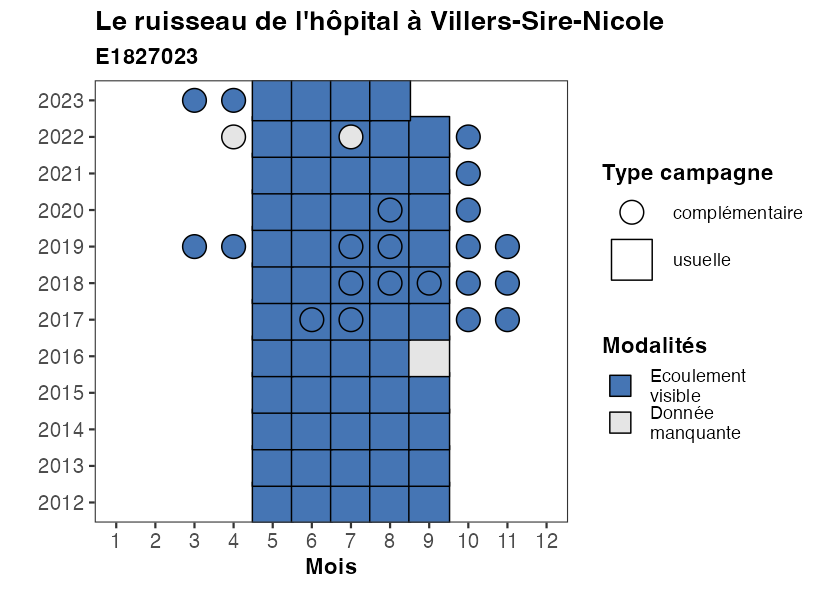 Le ruisseau de l'hôpital à Villers-Sire-Nicole
E1827023
2023
2022
2021
2020
2019
2018
2017
2016
2015
2014
2013
2012
1 2 3 4 5 6 7 8 9 10 11 12
Mois
Type campagne
complémentaire
usuelle
Modalités
Ecoulement
visible
Donnée
manquante